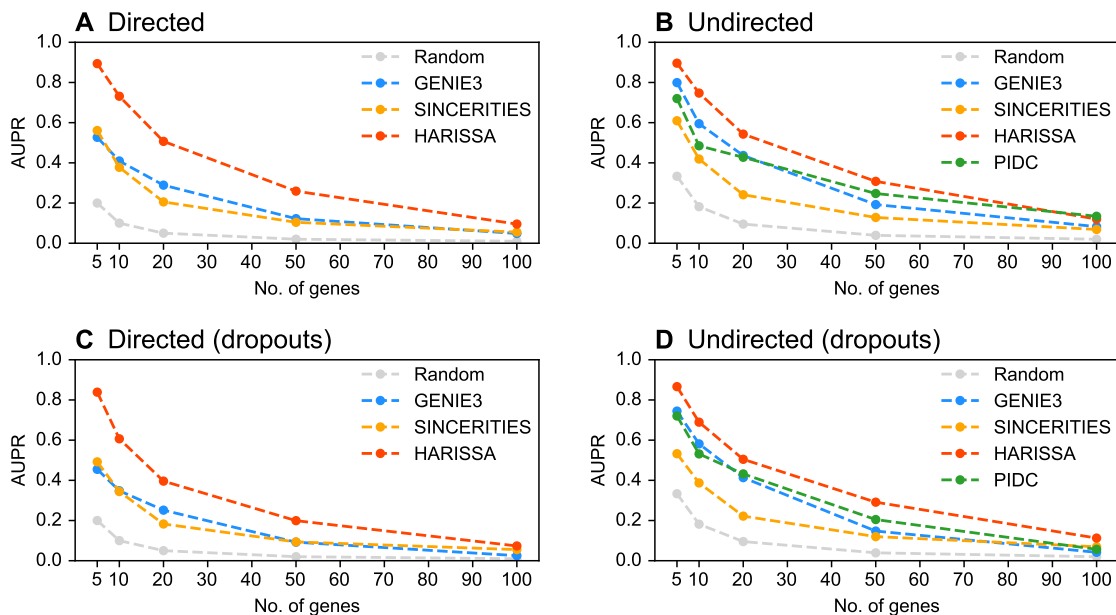 A Directed
1.0
0.8
0.6
0.4
0.2
0.0
AUPR
Random
GENIE3
SINCERITIES
HARISSA
5 10 20 30 40 50 60 70 80 90 100
No. of genes
B Undirected
1.0
0.8
0.6
0.4
0.2
0.0
AUPR
Random
GENIE3
SINCERITIES
HARISSA
PIDC
5 10 20 30 40 50 60 70 80 90 100
No. of genes
C Directed (dropouts)
1.0
0.8
0.6
0.4
0.2
0.0
AUPR
Random
GENIE3
SINCERITIES
HARISSA
5 10 20 30 40 50 60 70 80 90 100
No. of genes
D Undirected (dropouts)
1.0
0.8
0.6
0.4
0.2
0.0
AUPR
Random
GENIE3
SINCERITIES
HARISSA
PIDC
5 10 20 30 40 50 60 70 80 90 100
No. of genes